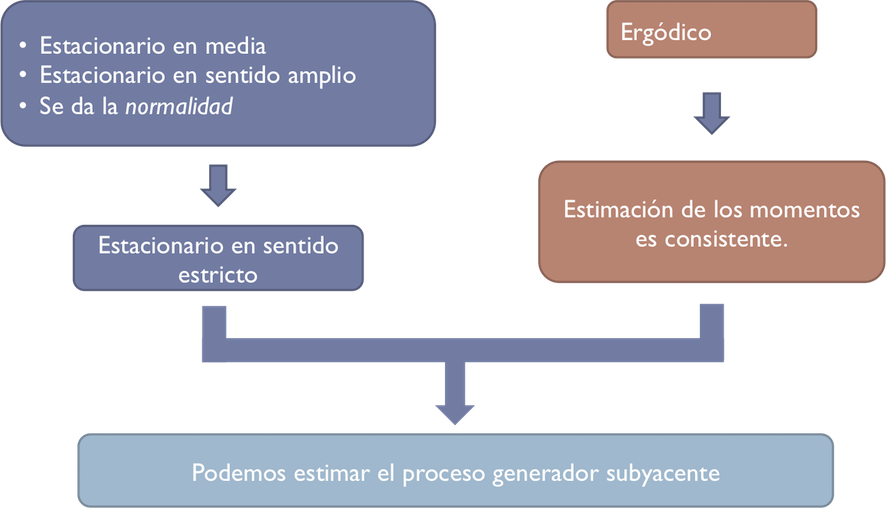 • Estacionario en media
• Estacionario en sentido amplio
• Se da la normalidad
Ergódico
Estacionario en sentido
estricto
Estimación de los momentos
es consistente.
Podemos estimar el proceso generador subyacente